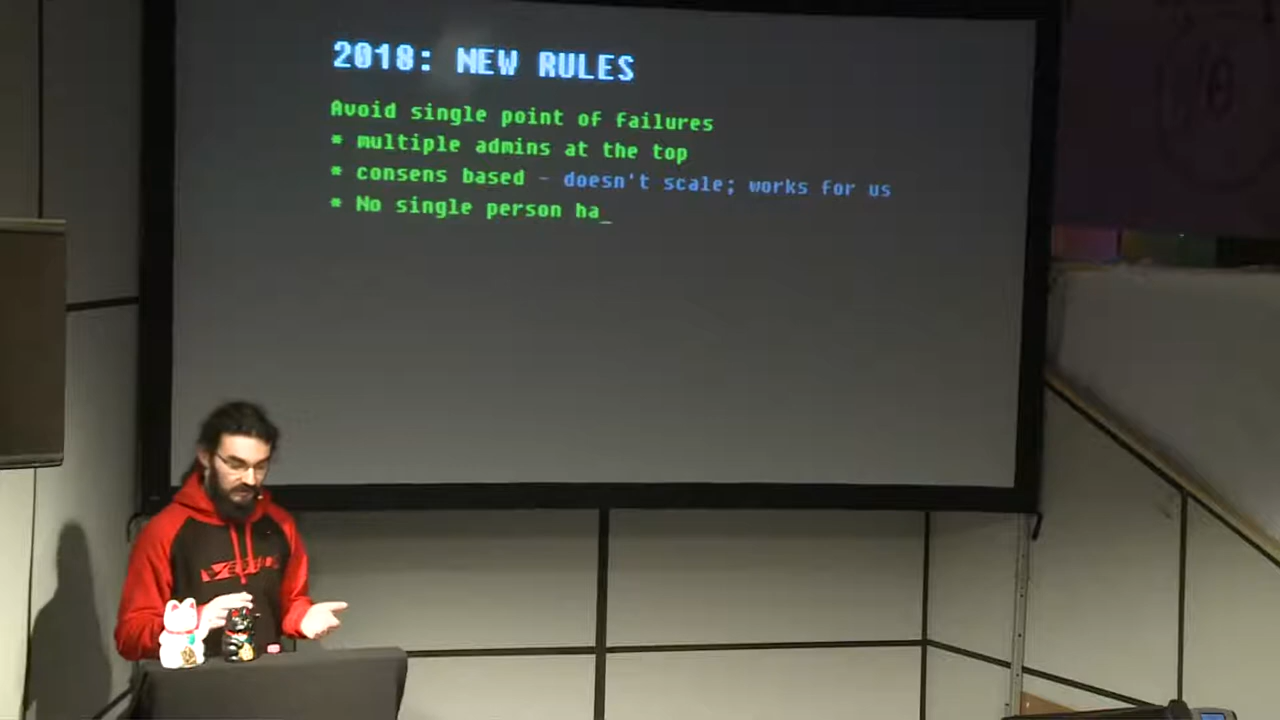 2018: NEW RULES
Avoid single point of failures
* multiple admins at the top
* consens based - doesn't scale; works for us
* No single person ha_